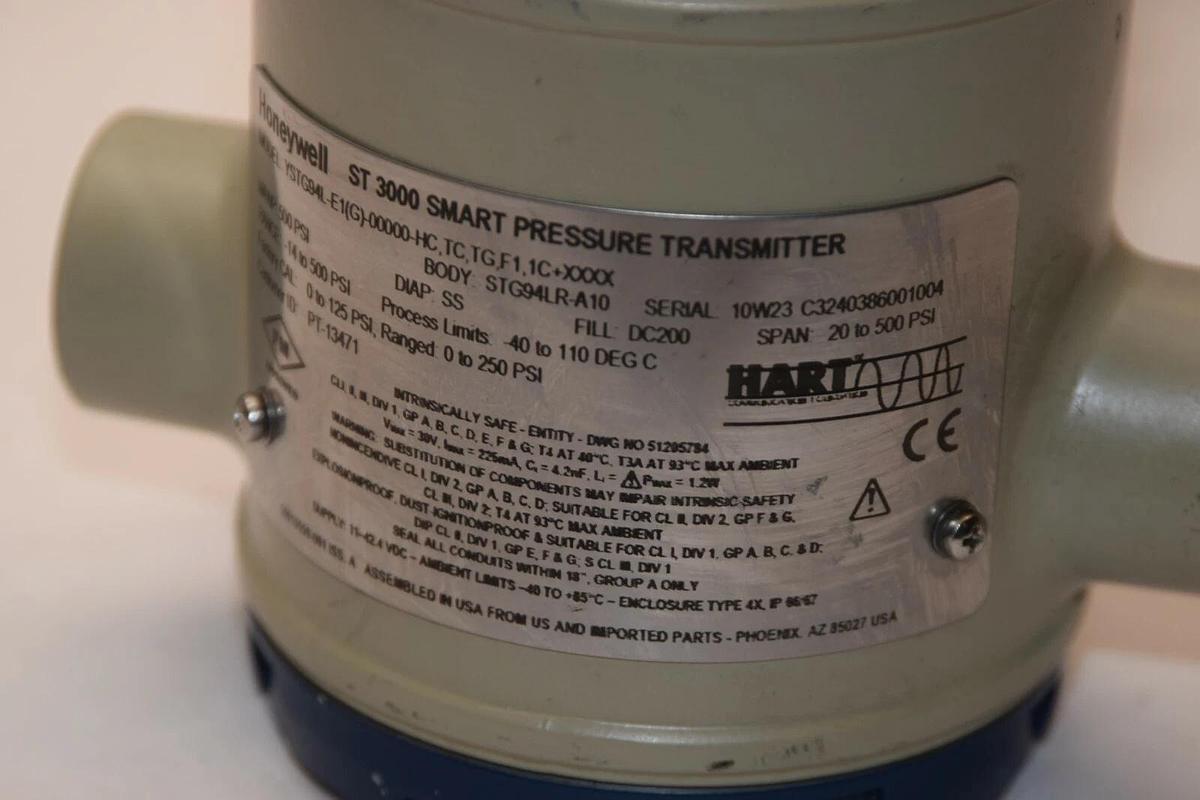 Honeywell ST 3000 SMART PRESSURE TRANSMITTER
MODEL YSTG94L-E1(G)-00000-HC,TC,TG,F1,1C+XXXX
BODY: STG94LR-A10 SERIAL 10W23 C3240386001004
500 PSI DIAP: SS FILL: DC200 SPAN: 20 to 500 PSI
-14 to 500 PSI Process Limits: -40 to 110 DEG C
CAL 0 to 125 PSI, Ranged: 0 to 250 PSI
ID: PT-13471
FM
HART
COMMUNICATION FOUNDATION
CE
INTRINSICALLY SAFE - ENTITY - DWG NO 51205784
CL I, II, III, DIV 1, GP A, B, C, D, E, F & G; T4 AT 40°C, T3A AT 93°C MAX AMBIENT
Vmax = 30V, Imax = 225mA, Ci = 4.2nF, Li = Pmax = 1.2W
WARNING: SUBSTITUTION OF COMPONENTS MAY IMPAIR INTRINSIC SAFETY
NONINCENDIVE CL I, DIV 2, GP A, B, C, D; SUITABLE FOR CL II, DIV 2, GP F & G,
CL III, DIV 2; T4 AT 93°C MAX AMBIENT
EXPLOSIONPROOF, DUST-IGNITIONPROOF & SUITABLE FOR CL I, DIV 1, GP A, B, C, & D;
DIP CL II, DIV 1, GP E, F & G; S CL III, DIV 1
SEAL ALL CONDUITS WITHIN 18", GROUP A ONLY
SUPPLY: 11-42.4 VDC - AMBIENT LIMITS -40 TO +85°C - ENCLOSURE TYPE 4X, IP 66/67
ISS. A ASSEMBLED IN USA FROM US AND IMPORTED PARTS - PHOENIX, AZ 85027 USA